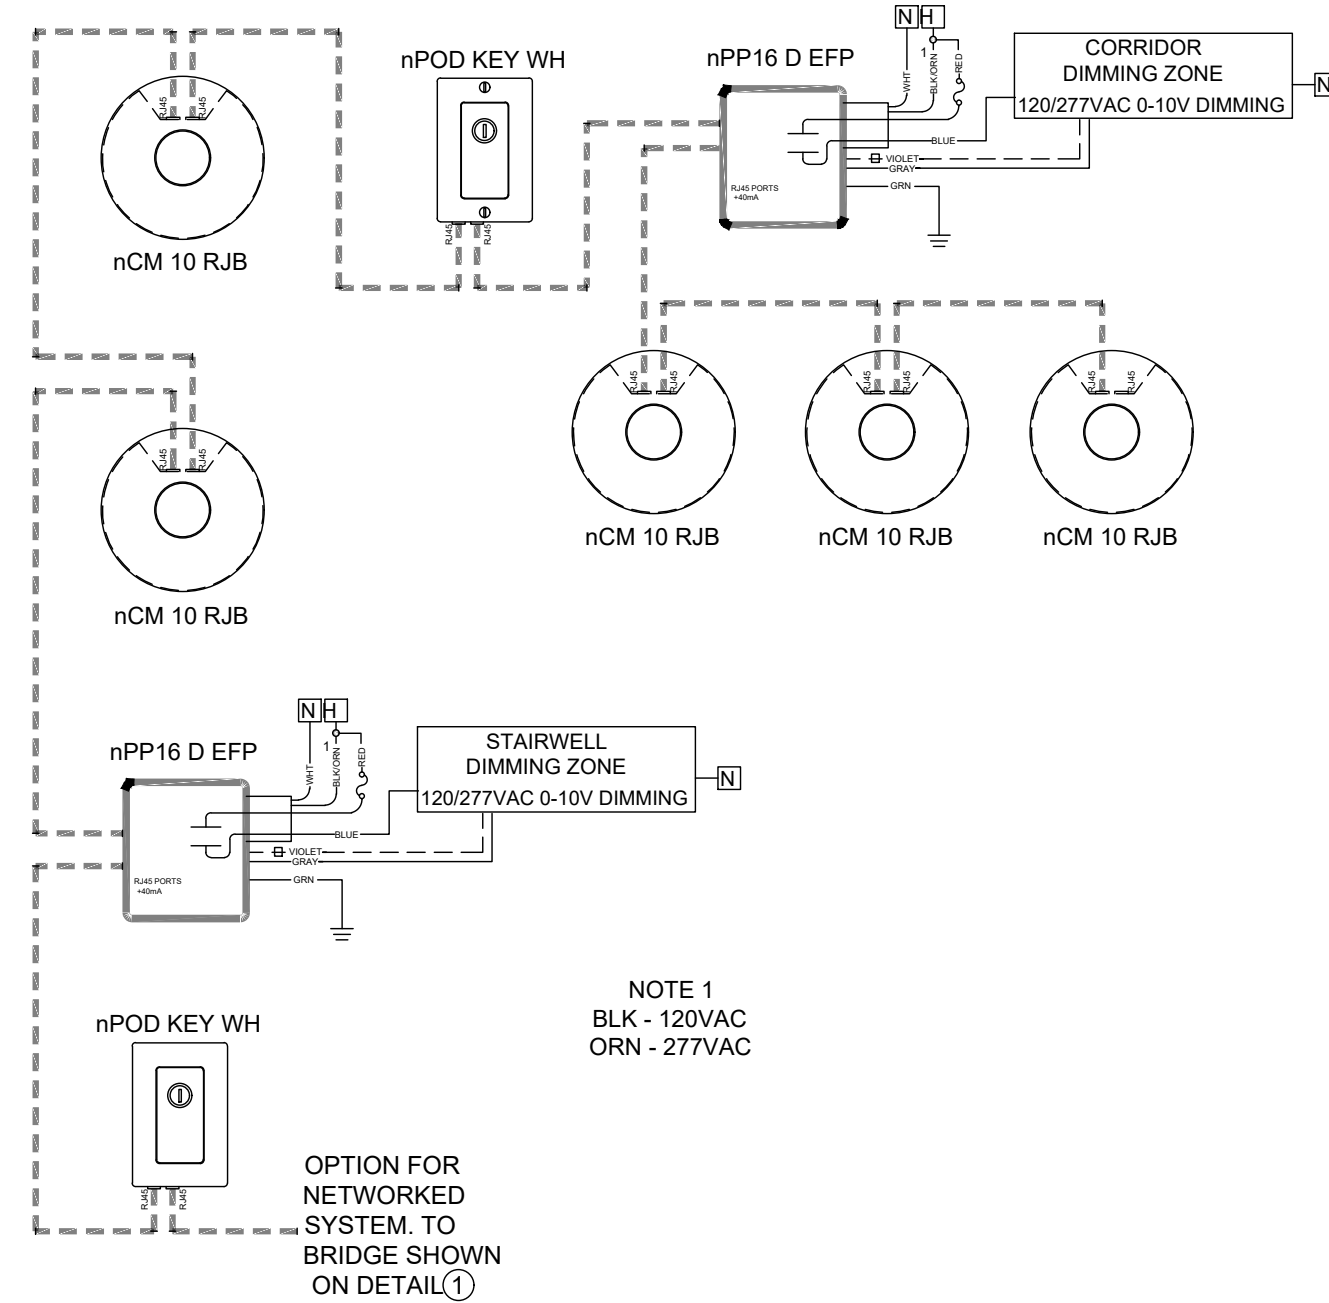 N H
nPOD KEY WH
nPP16 D EFP
CORRIDOR
DIMMING ZONE
120/277VAC 0-10V DIMMING
N
1
WHT
BLK/ORN
RED
RJ45
RJ45
BLUE
VIOLET
GRAY
GRN
RJ45 PORTS
+40mA
RJ45
RJ45
nCM 10 RJB
RJ45
RJ45
RJ45
RJ45
RJ45
RJ45
nCM 10 RJB
nCM 10 RJB
nCM 10 RJB
RJ45
RJ45
nCM 10 RJB
N H
nPP16 D EFP
1
WHT
BLK/ORN
RED
STAIRWELL
DIMMING ZONE
120/277VAC 0-10V DIMMING
N
BLUE
VIOLET
GRAY
GRN
RJ45 PORTS
+40mA
NOTE 1
BLK - 120VAC
ORN - 277VAC
nPOD KEY WH
RJ45
RJ45
OPTION FOR
NETWORKED
SYSTEM. TO
BRIDGE SHOWN
ON DETAIL 1